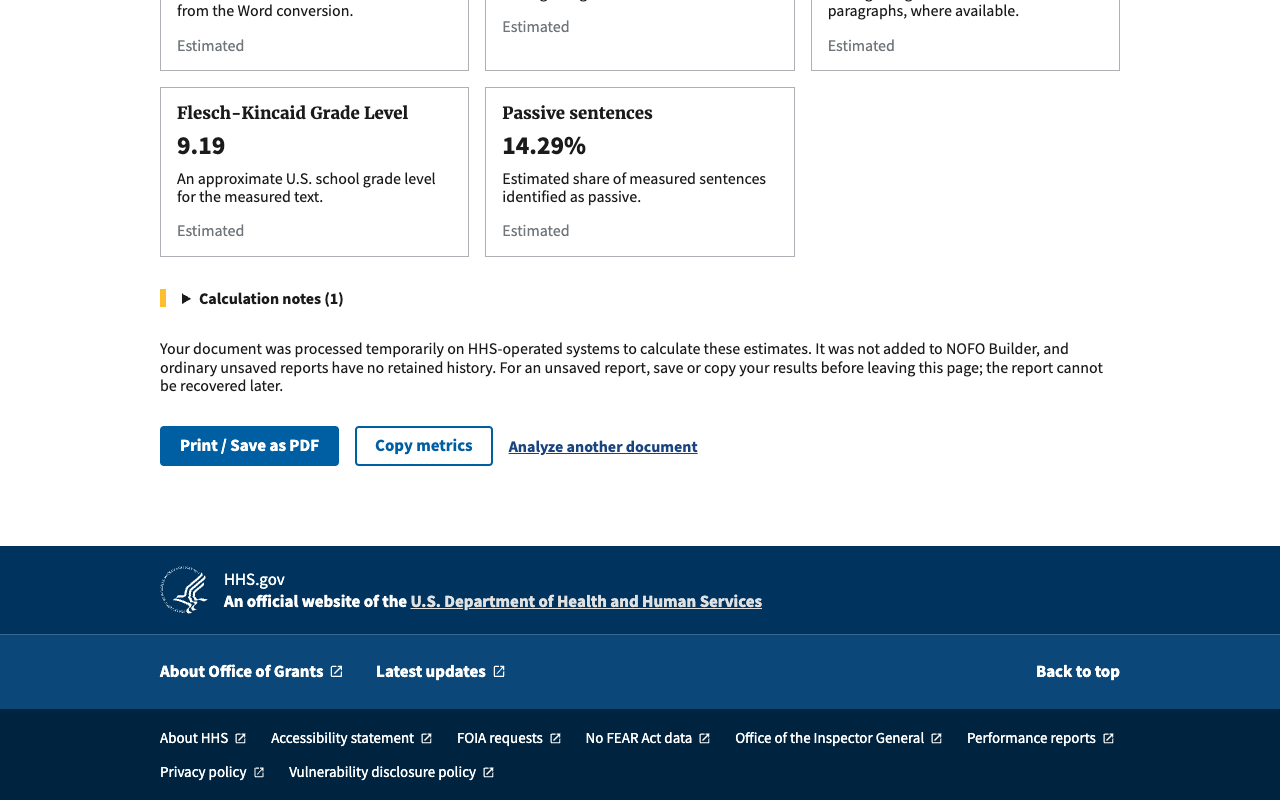 from the Word conversion.
Estimated
Estimated
paragraphs, where available.
Estimated
Flesch-Kincaid Grade Level
9.19
An approximate U.S. school grade level
for the measured text.
Estimated
Passive sentences
14.29%
Estimated share of measured sentences
identified as passive.
Estimated
Calculation notes (1)
Your document was processed temporarily on HHS-operated systems to calculate these estimates. It was not added to NOFO Builder, and
ordinary unsaved reports have no retained history. For an unsaved report, save or copy your results before leaving this page; the report cannot
be recovered later.
Print / Save as PDF
Copy metrics
Analyze another document
HHS.gov
An official website of the U.S. Department of Health and Human Services
About Office of Grants
Latest updates
Back to top
About HHS
Accessibility statement
FOIA requests
No FEAR Act data
Office of the Inspector General
Performance reports
Privacy policy
Vulnerability disclosure policy